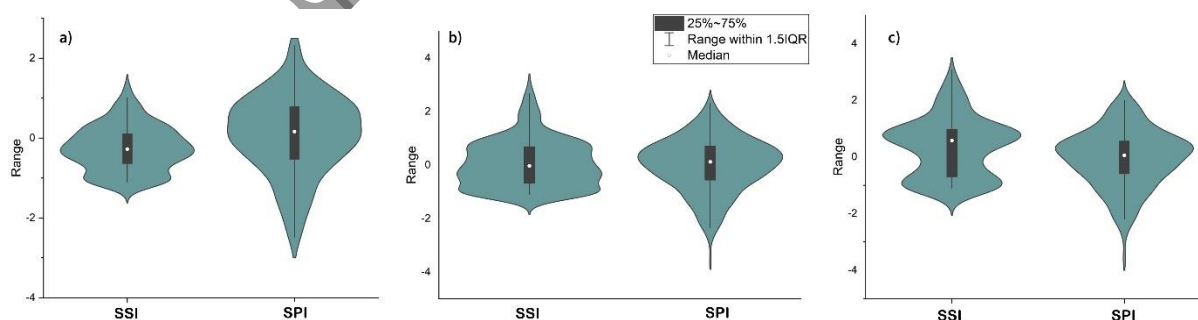 a)
Range
2
0
-2
-4
SSI
SPI
b)
25%~75%
Range within 1.5IQR
Median
Range
4
2
0
-2
-4
SSI
SPI
c)
Range
4
2
0
-2
-4
SSI
SPI